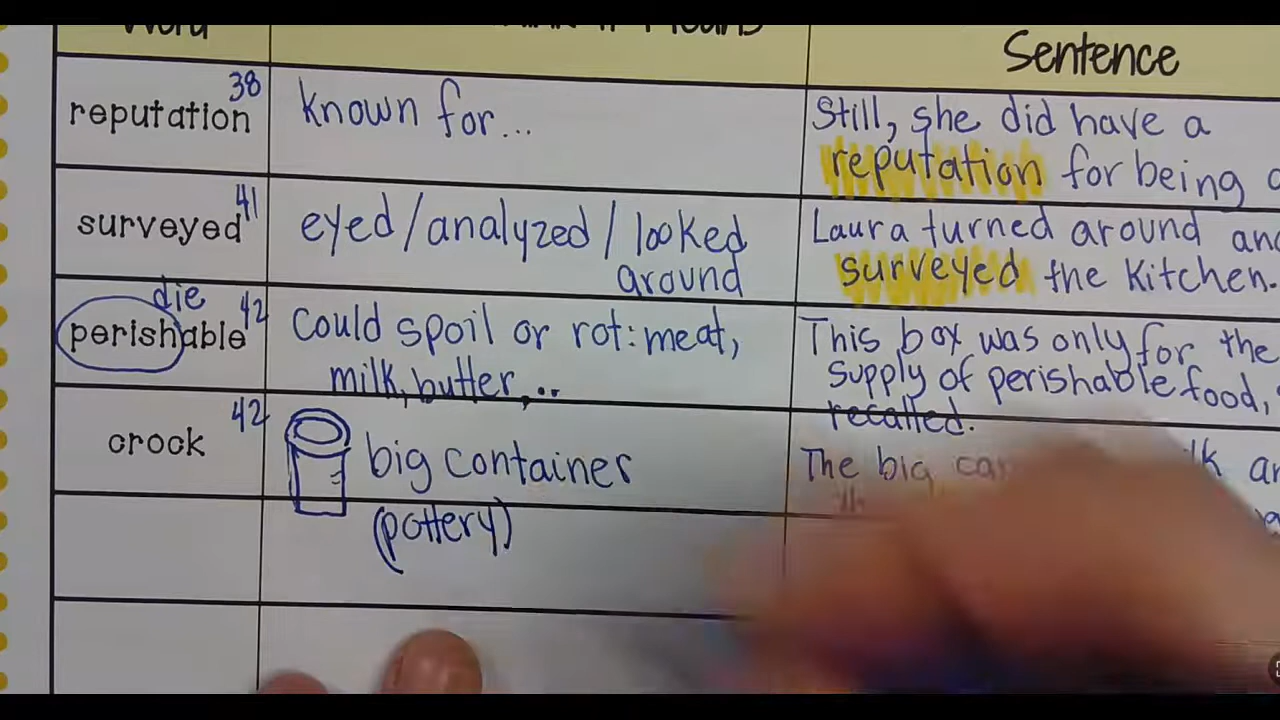 Word
Sentence
reputation 38
known for...
Still, she did have a
reputation for being
surveyed 41
eyed/analyzed/looked
around
Laura turned around and
surveyed the kitchen.
die
perishable 42
Could spoil or rot: meat,
milk, butter,...
This box was only for the
supply of perishable food,
recalled.
crock 42
big container
(pottery)
The big